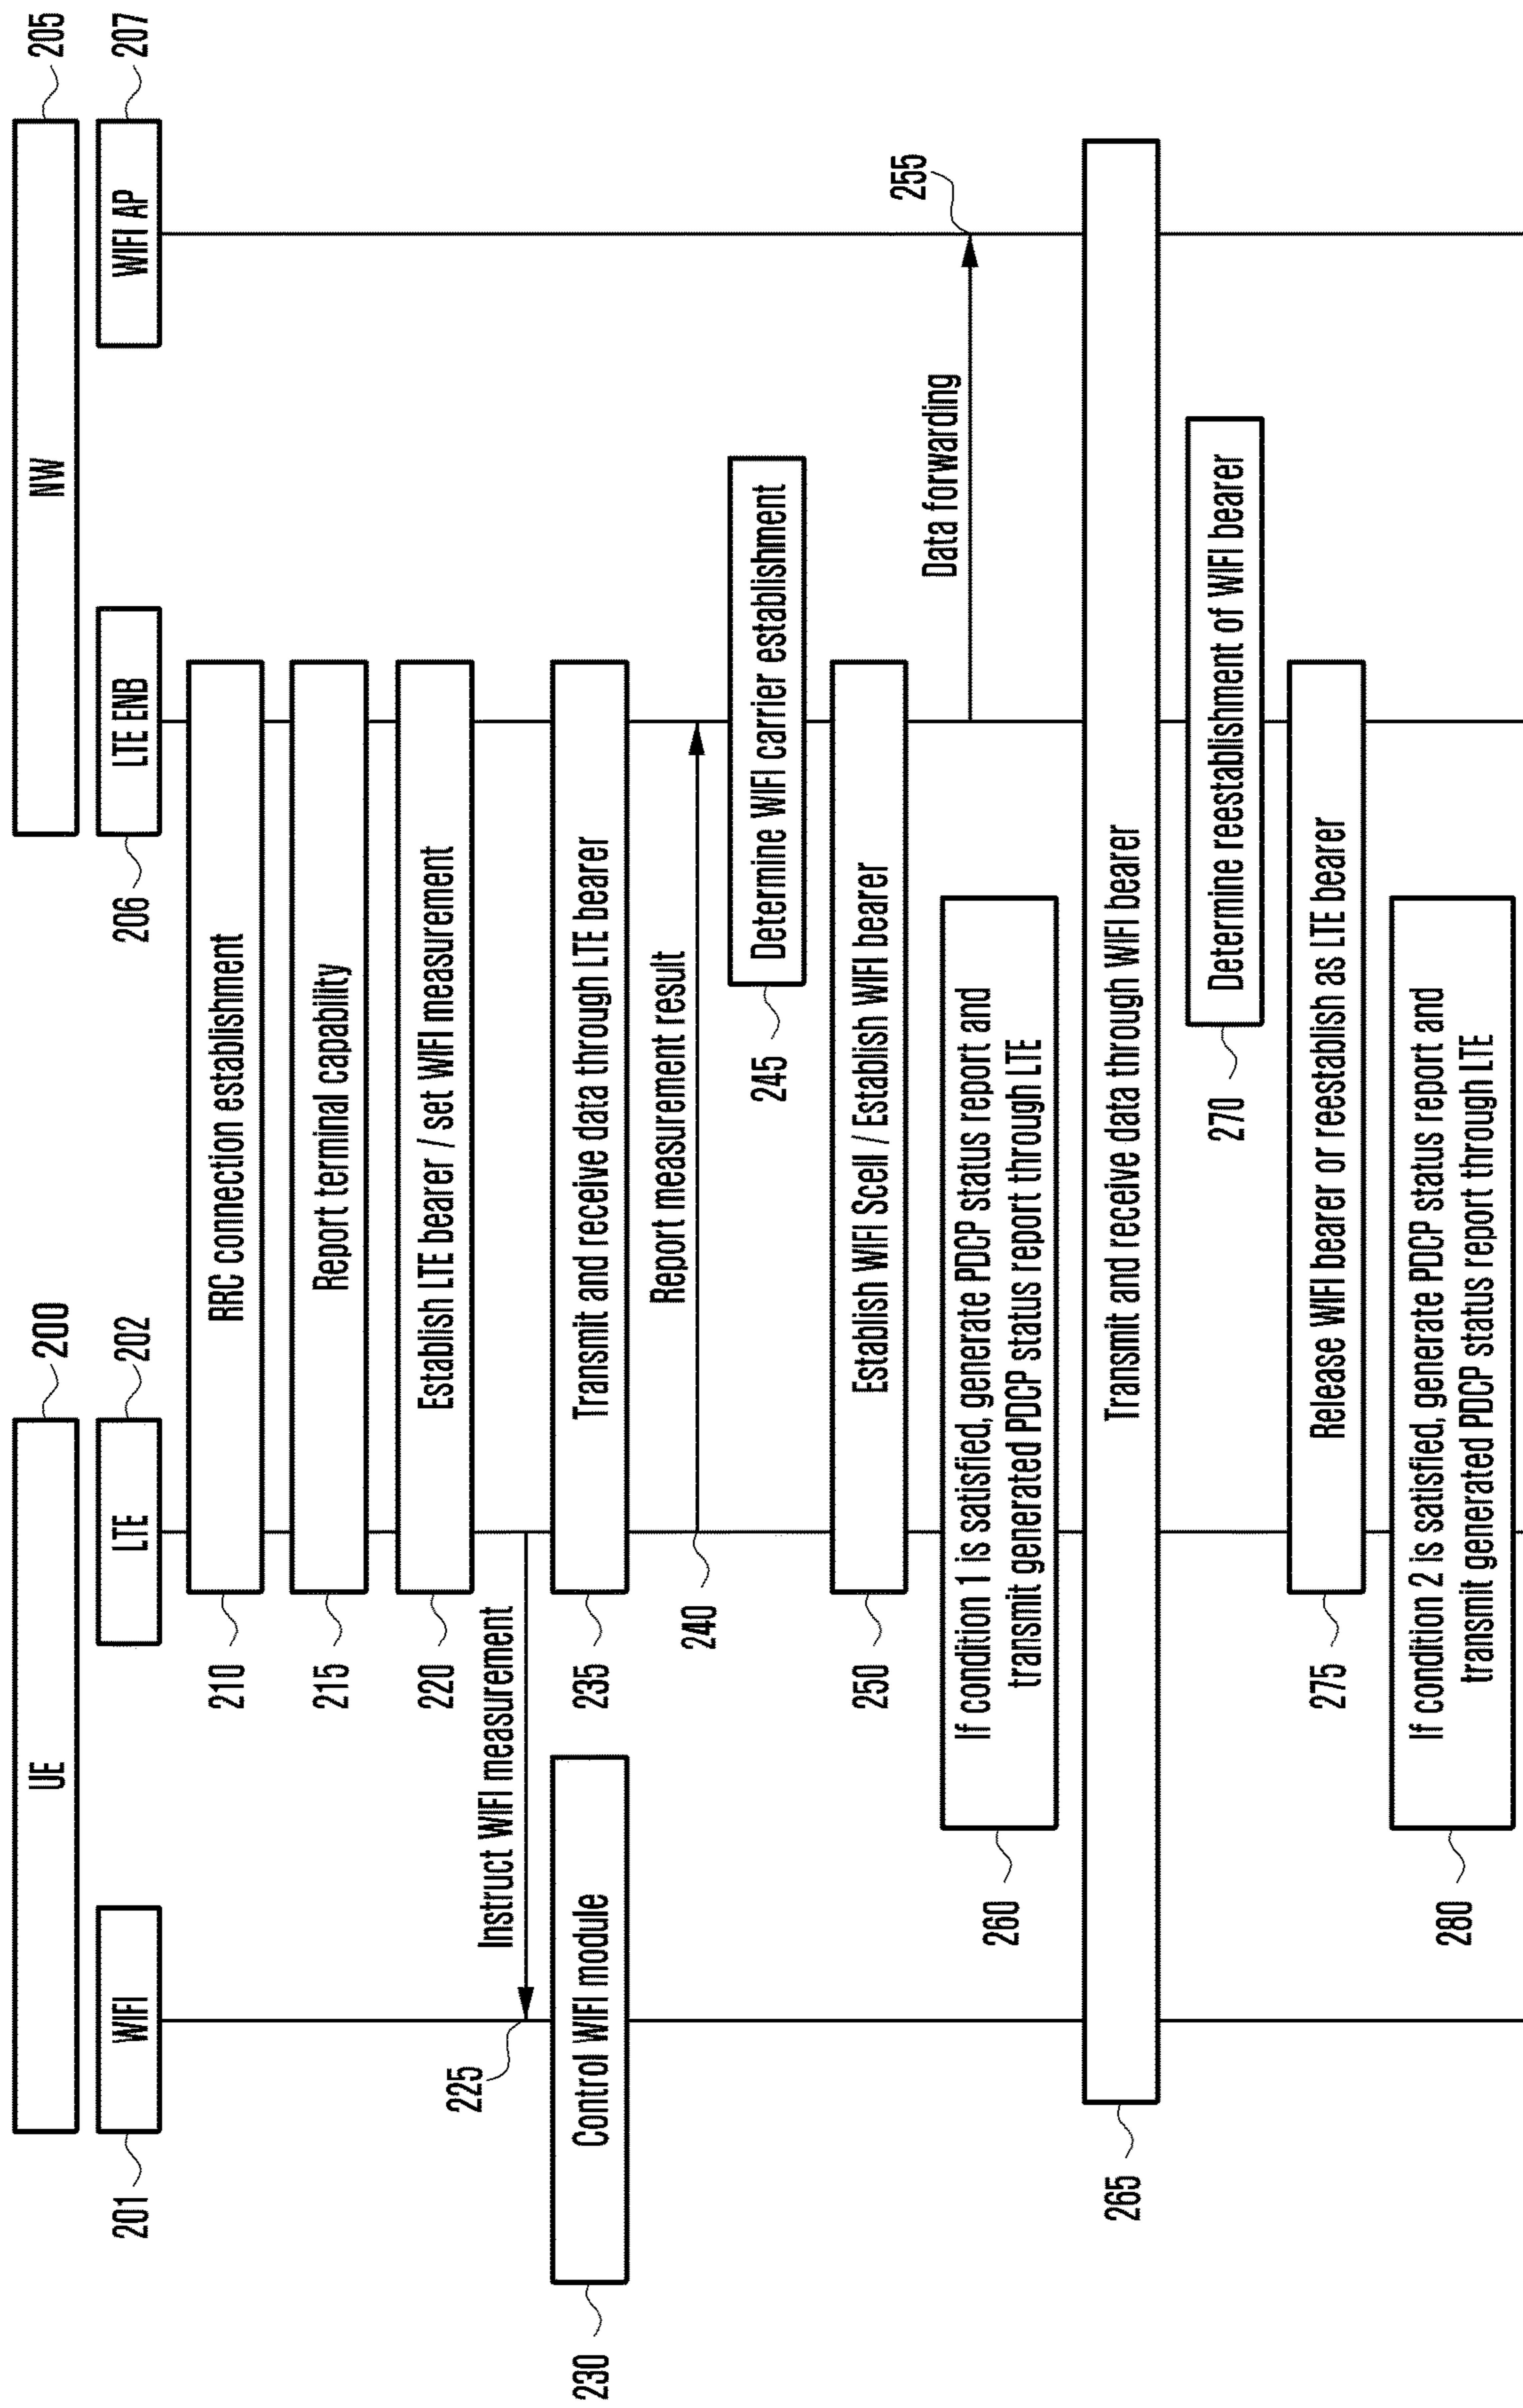 UE
200
NW
205
201
WIFI
LTE
202
206
LTE ENB
WIFI AP
207
210
RRC connection establishment
215
Report terminal capability
220
Establish LTE bearer / set WIFI measurement
225
Instruct WIFI measurement
230
Control WIFI module
235
Transmit and receive data through LTE bearer
240
Report measurement result
245
Determine WIFI carrier establishment
250
Establish WIFI Scell / Establish WIFI bearer
Data forwarding
255
260
If condition 1 is satisfied, generate PDCP status report and
transmit generated PDCP status report through LTE
265
Transmit and receive data through WIFI bearer
270
Determine reestablishment of WIFI bearer
275
Release WIFI bearer or reestablish as LTE bearer
280
If condition 2 is satisfied, generate PDCP status report and
transmit generated PDCP status report through LTE